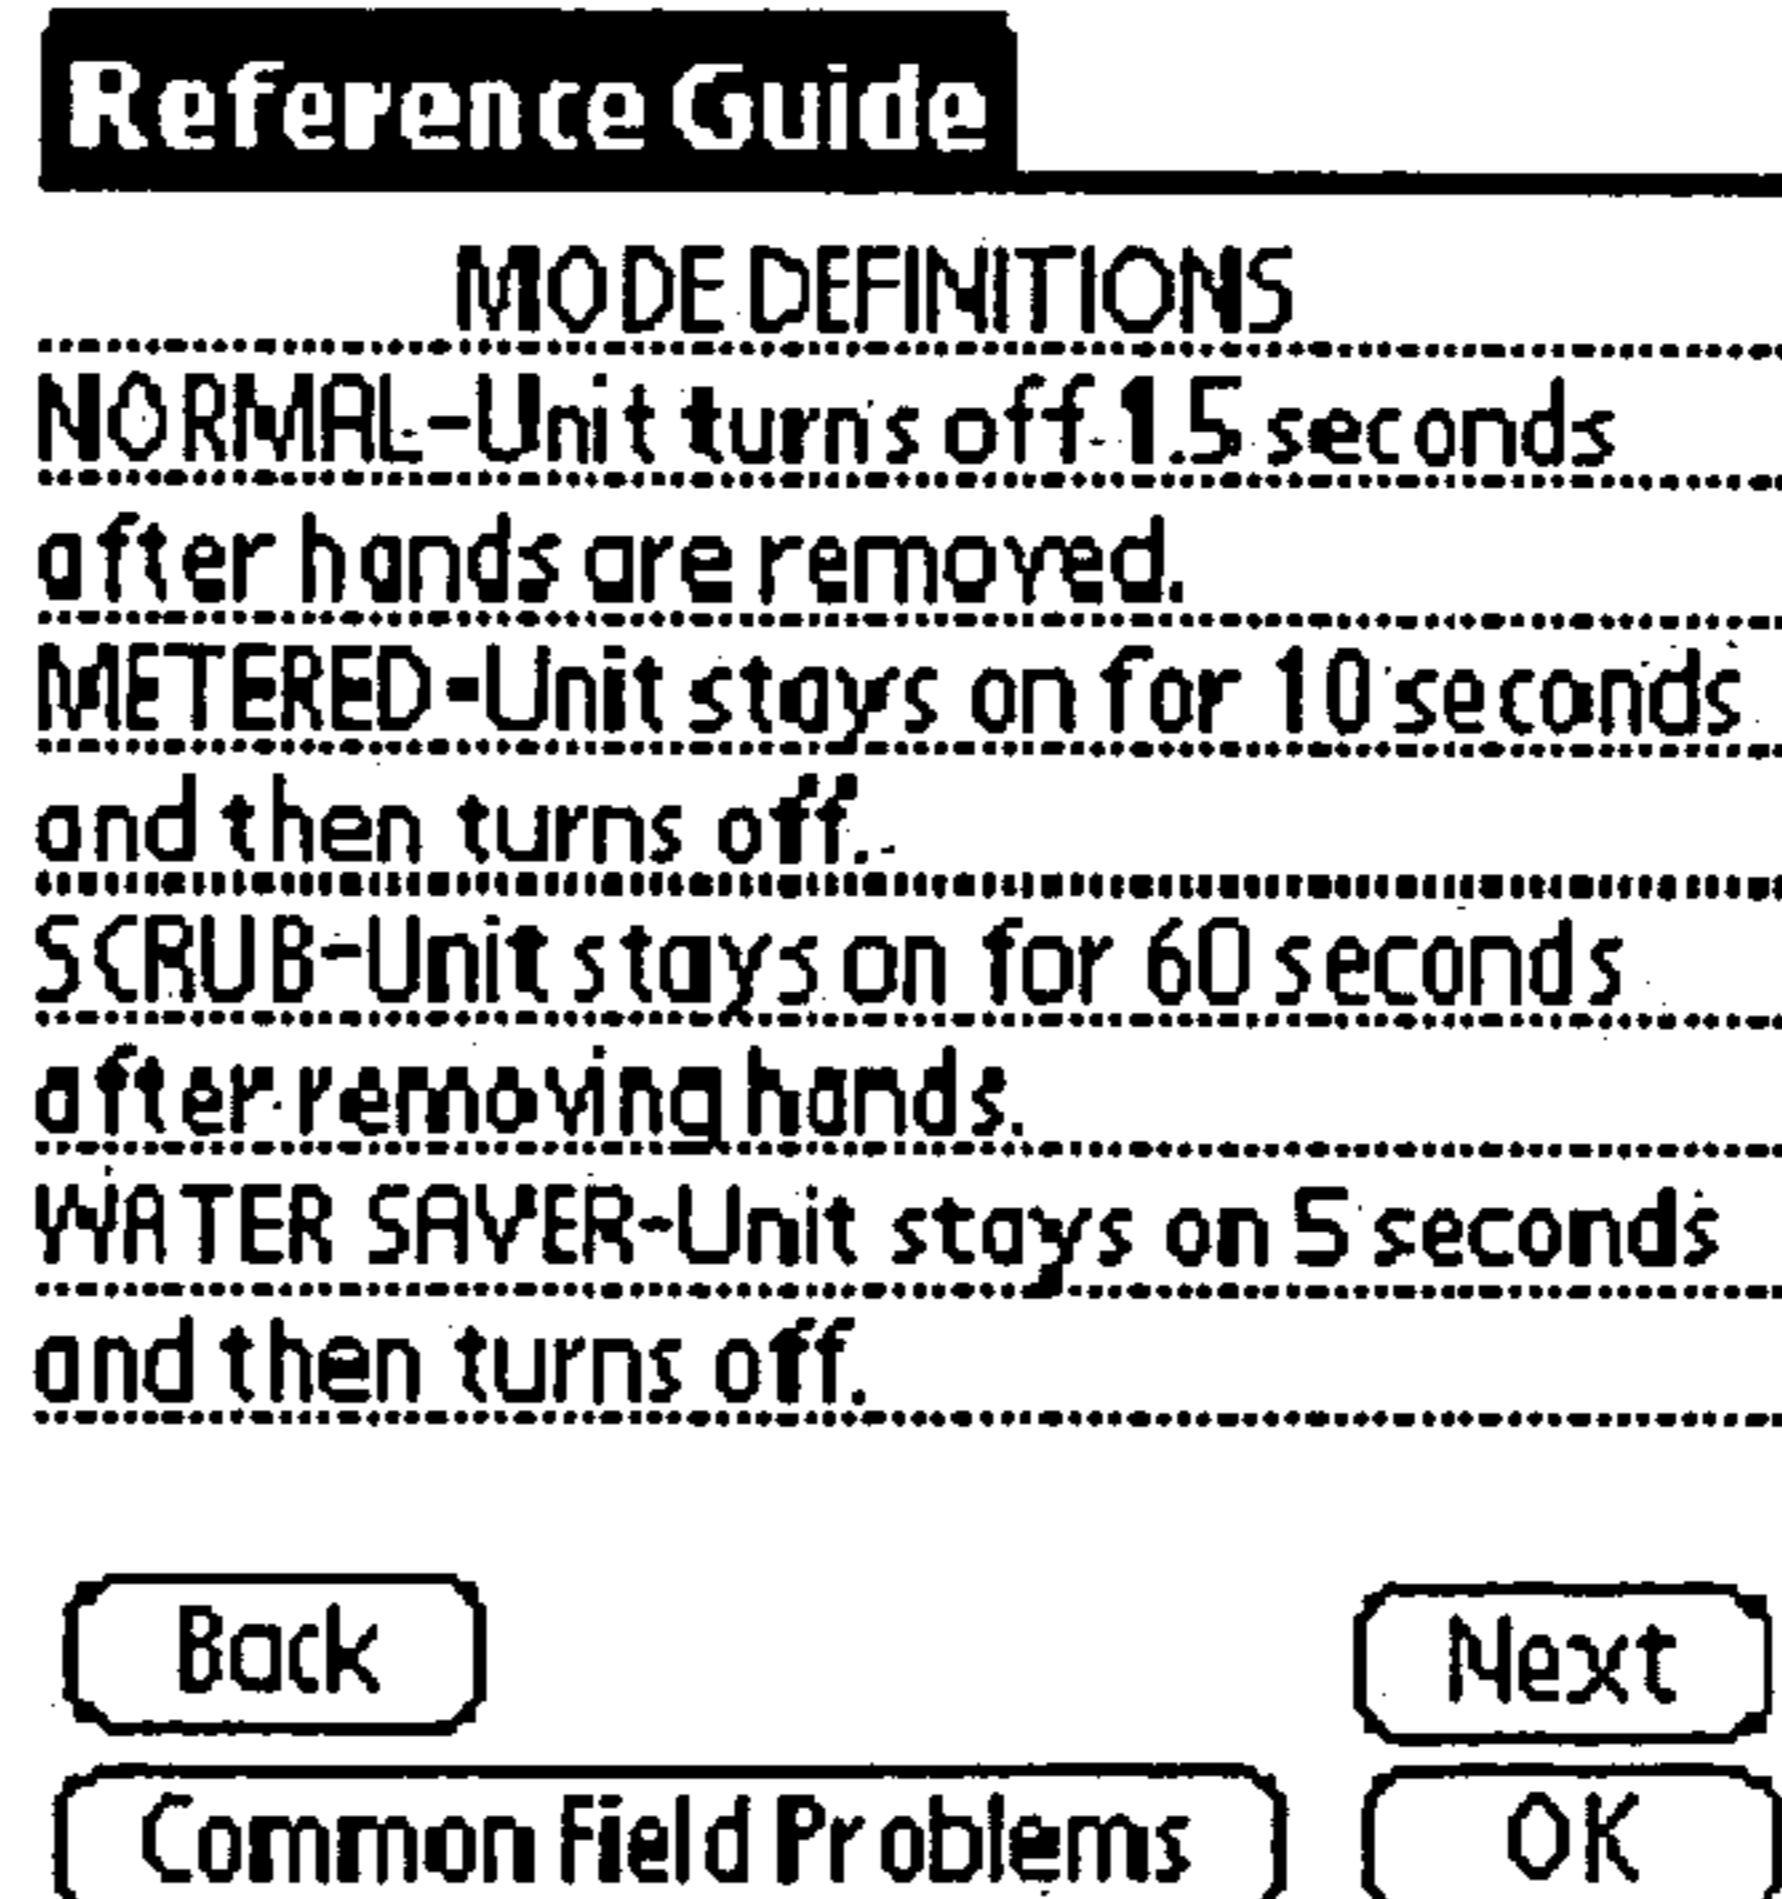 Reference Guide
MODE DEFINITIONS
NORMAL-Unit turns off 1.5 seconds
after hands are removed.
METERED-Unit stays on for 10 seconds
and then turns off.
SCRUB-Unit stays on for 60 seconds
after removing hands.
WATER SAVER-Unit stays on 5 seconds
and then turns off.
Back Next
Common Field Problems OK